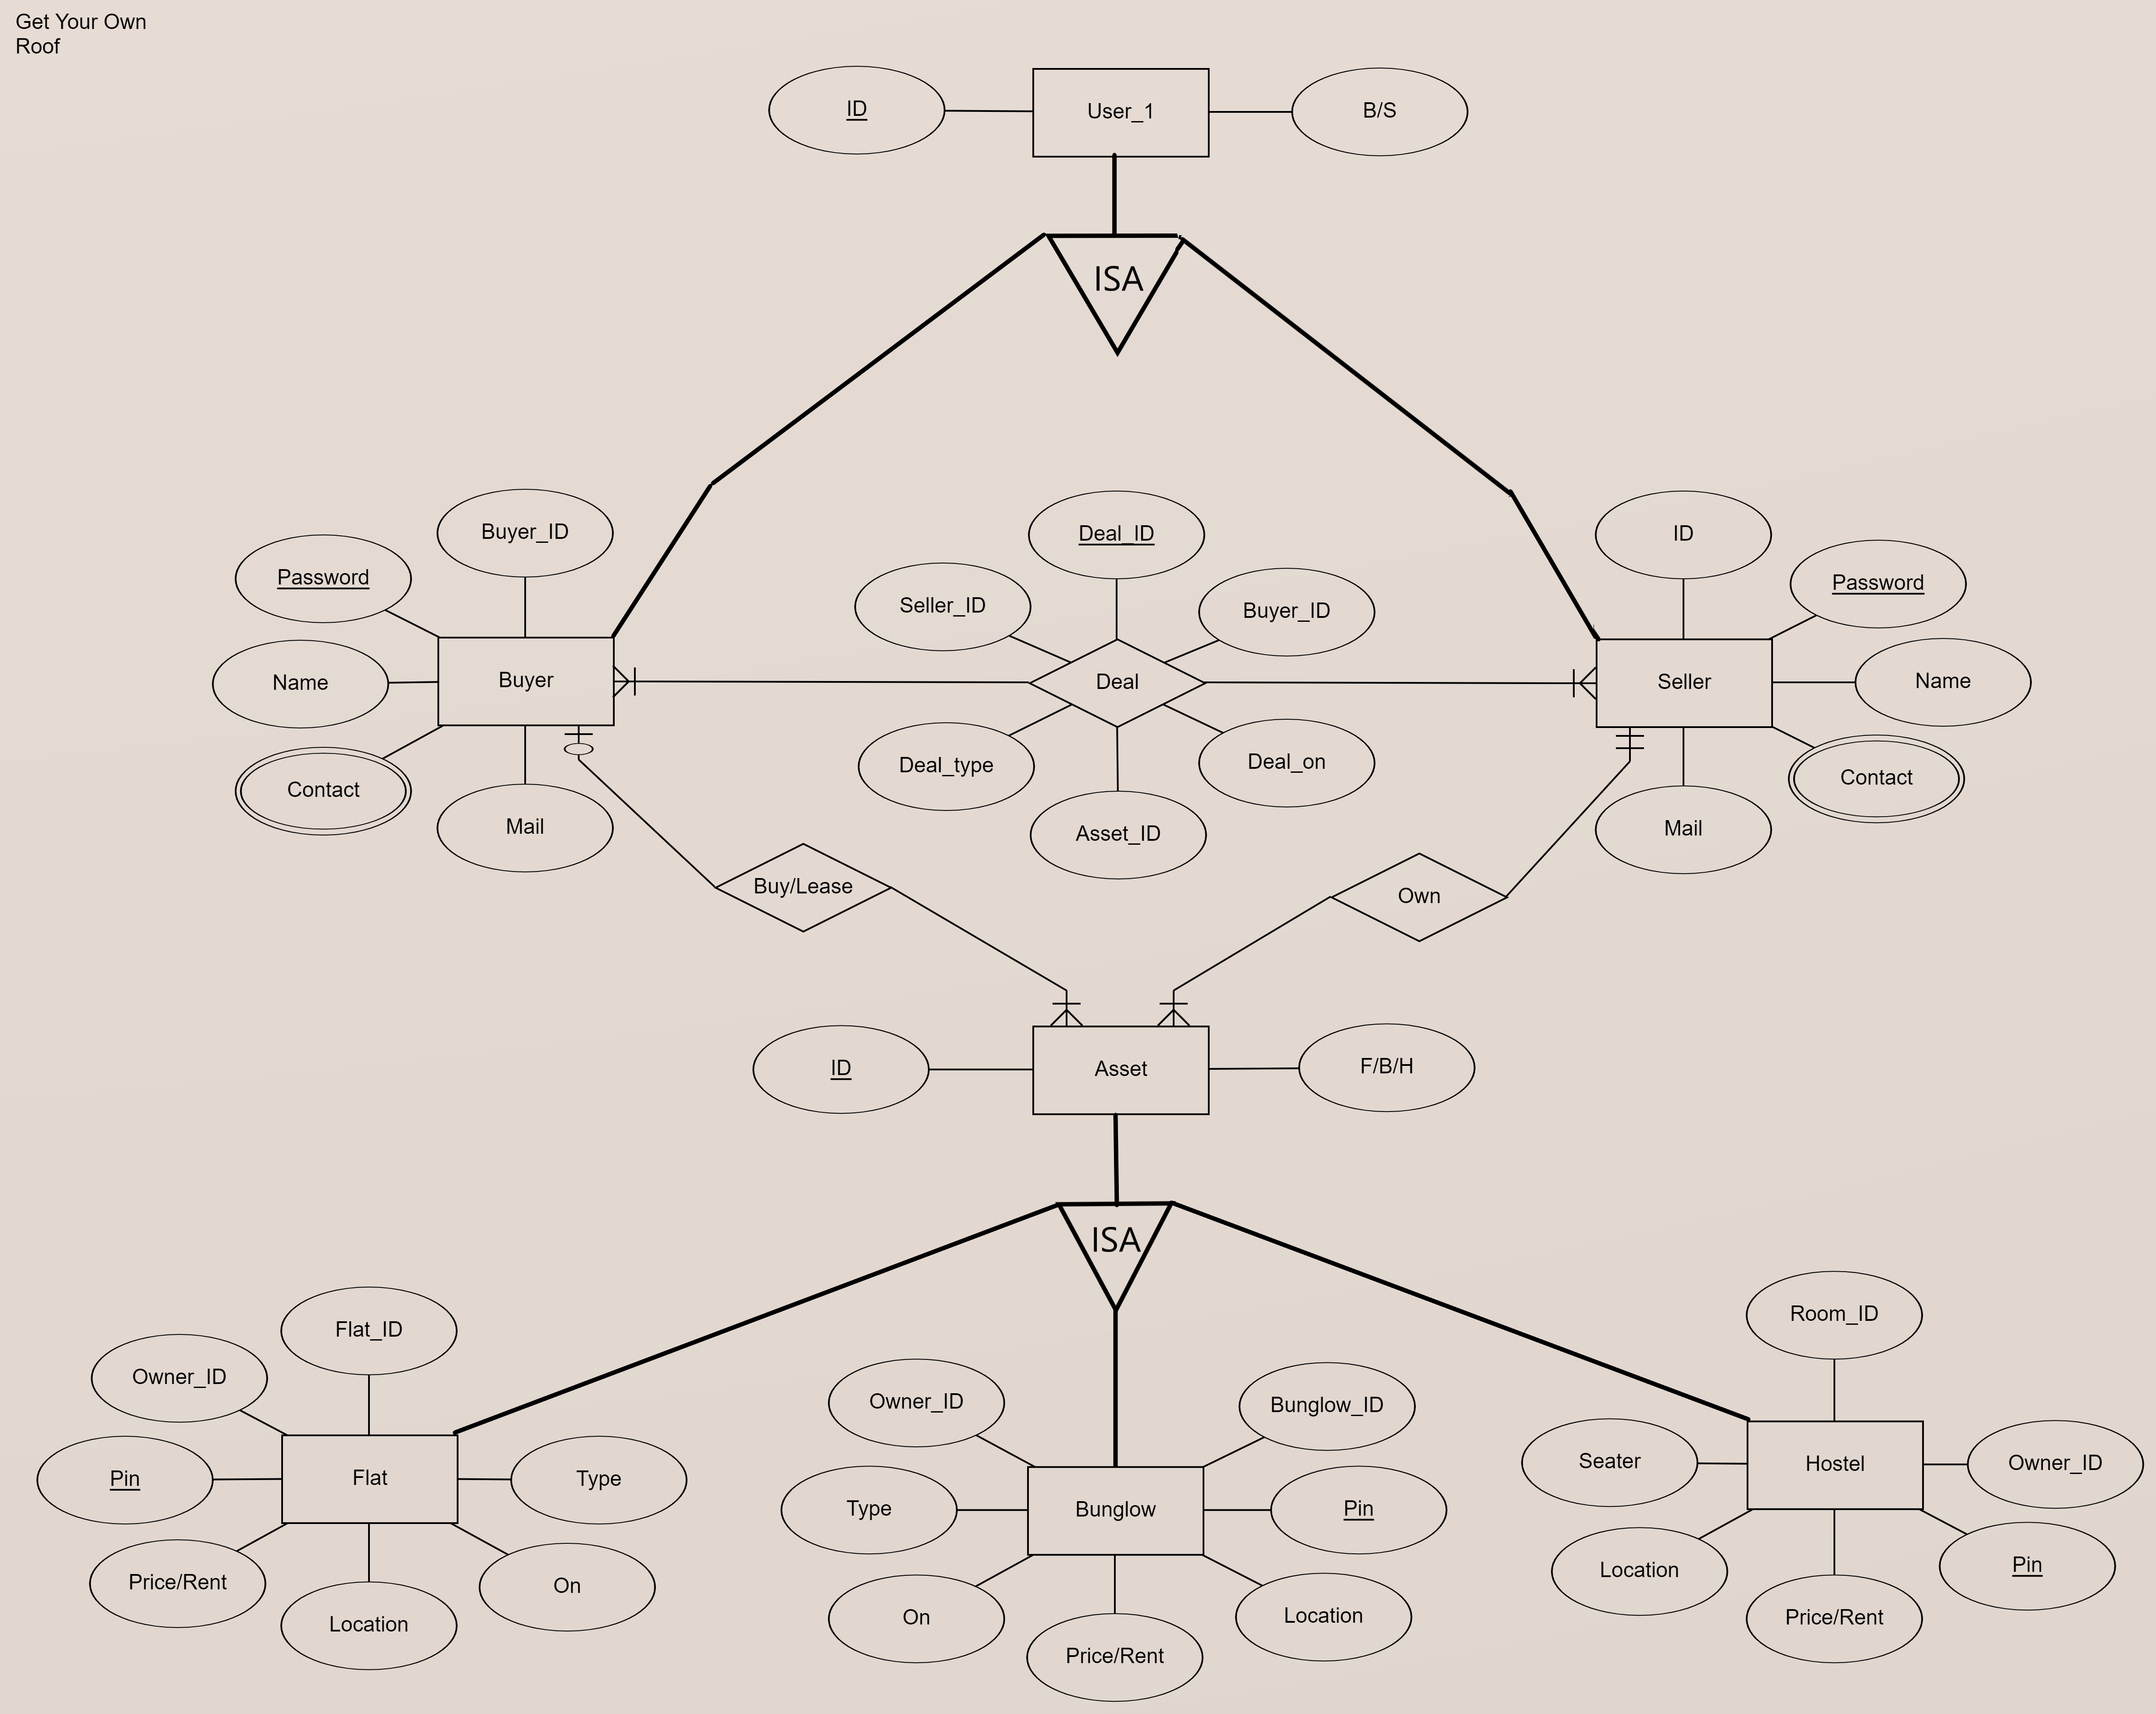 Get Your Own
Roof
ID
User_1
B/S
ISA
Buyer_ID
Deal_ID
ID
Password
Seller_ID
Buyer_ID
Password
Name
Buyer
Deal
Seller
Name
Contact
Mail
Deal_type
Deal_on
Asset_ID
Mail
Contact
Buy/Lease
Own
ID
Asset
F/B/H
ISA
Flat_ID
Room_ID
Owner_ID
Owner_ID
Bunglow_ID
Pin
Flat
Type
Seater
Hostel
Owner_ID
Type
Bunglow
Pin
Price/Rent
Location
On
On
Price/Rent
Location
Location
Price/Rent
Pin